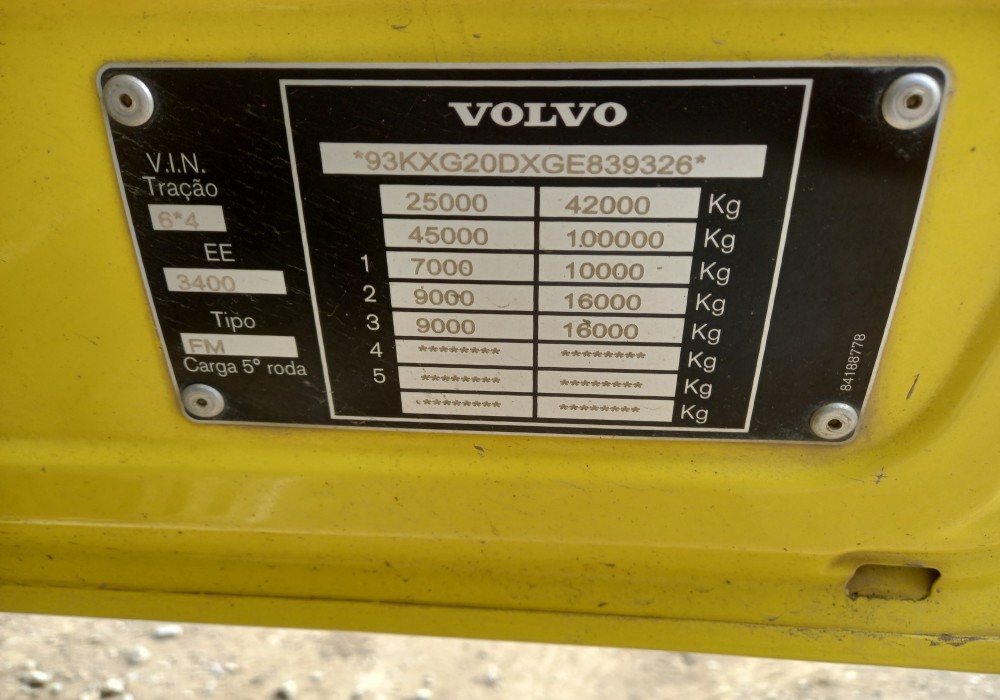 VOLVO
*93KXG20DXGE839326*
V.I.N.
Tração
6*4
EE
3400
Tipo
FM
Carga 5° roda
25000 42000 Kg
45000 100000 Kg
1 7000 10000 Kg
2 9000 16000 Kg
3 9000 16000 Kg
4 ******** ******** Kg
5 ******** ******** Kg
******** ******** Kg
84188778